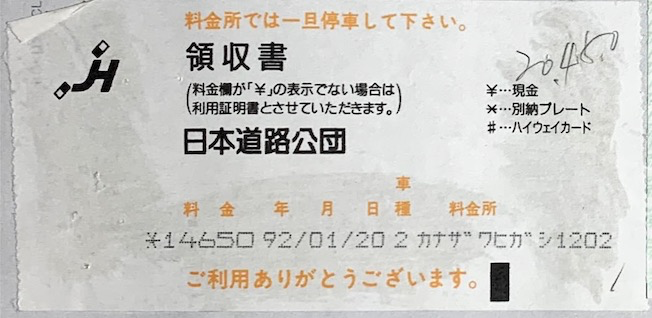 料金所では一旦停車して下さい。
JH
領収書
(料金欄が「¥」の表示でない場合は
利用証明書とさせていただきます。)
¥…現金
*…別納プレート
#…ハイウェイカード
日本道路公団
料金 年 月 日 車種 料金所
¥14650 92/01/20 2 カナザワヒガシ1202
ご利用ありがとうございます。